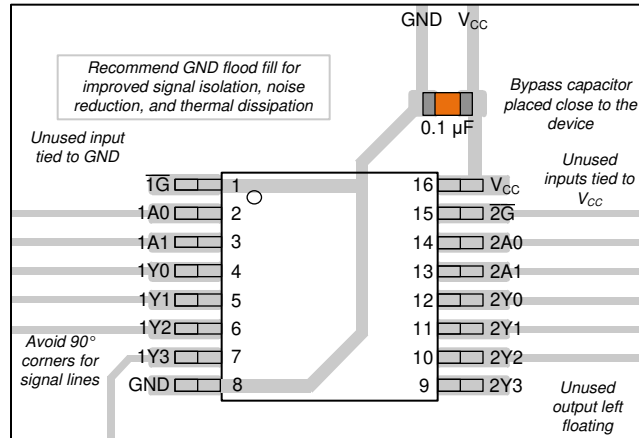 GND VCC
Recommend GND flood fill for
improved signal isolation, noise
reduction, and thermal dissipation
Bypass capacitor
placed close to the
device
0.1 µF
Unused input
tied to GND
Unused
inputs tied to
VCC
1G 1 16 VCC
1A0 2 15 2G
1A1 3 14 2A0
1Y0 4 13 2A1
1Y1 5 12 2Y0
1Y2 6 11 2Y1
1Y3 7 10 2Y2
GND 8 9 2Y3
Avoid 90°
corners for
signal lines
Unused
output left
floating